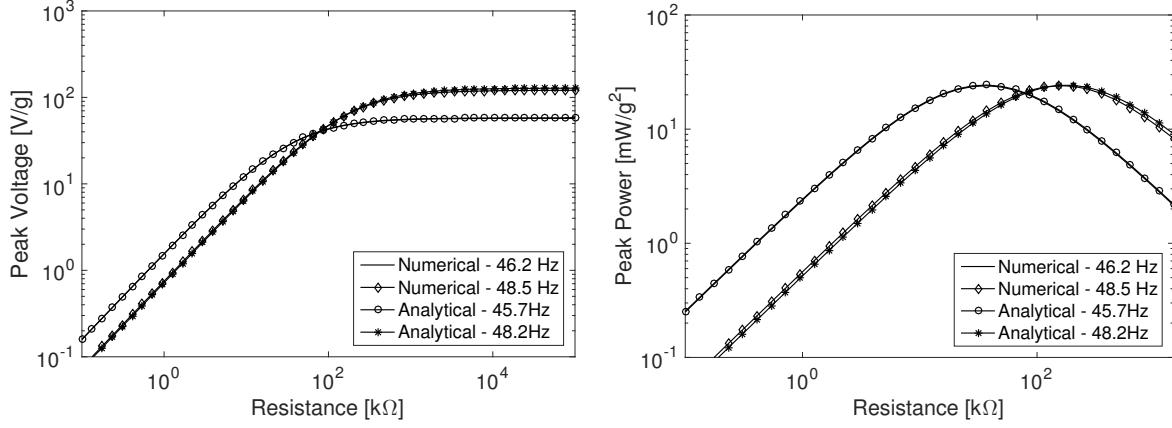 10^3
10^2
10^1
10^0
10^-1
Peak Voltage [V/g]
10^0
10^2
10^4
Resistance [kΩ]
Numerical - 46.2 Hz
Numerical - 48.5 Hz
Analytical - 45.7Hz
Analytical - 48.2Hz
10^2
10^1
10^0
10^-1
Peak Power [mW/g^2]
10^0
10^2
Resistance [kΩ]
Numerical - 46.2 Hz
Numerical - 48.5 Hz
Analytical - 45.7Hz
Analytical - 48.2Hz